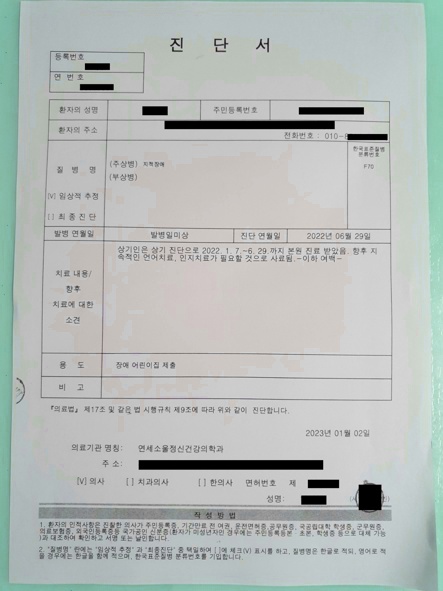 진 단 서
등록번호
연 번 호
환자의 성명
주민등록번호
환자의 주소
전화번호 : 010-
질 병 명
(주상병) 지적장애
(부상병)
한국표준질병
분류번호
F70
[V] 임상적 추정
[ ] 최 종 진 단
발병 연월일 발병일미상 진단 연월일 2022년 06월 29일
치료 내용/
향후
치료에 대한
소견
상기인은 상기 진단으로 2022. 1. 7.~6. 29.까지 본원 진료 받았음. 향후 지
속적인 언어치료, 인지치료가 필요할 것으로 사료됨.-이하 여백-
용 도 장애 어린이집 제출
비 고
『의료법』 제17조 및 같은 법 시행규칙 제9조에 따라 위와 같이 진단합니다.
2023년 01월 02일
의료기관 명칭: 연세소울정신건강의학과
주 소:
[V] 의사 [ ] 치과의사 [ ] 한의사 면허번호 제
성명:
작 성 방 법
1. 환자의 인적사항은 진찰한 의사가 주민등록증, 기간만료 전 여권, 운전면허증, 공무원증, 국공립대학 학생증, 군무원증,
의료보험증, 외국인등록증등 국가공인 신분증(환자가 미성년자인 경우에는 주민등록등본ㆍ초본, 학생증 등으로 대체 가능
)과 대조하여 확인하고 서명 또는 날인합니다.
2. '질병명' 란에는 '임상적 추정' 과 '최종진단' 중 택일하여 [ ]에 체크(V) 표시를 하고, 질병명은 한글로 적되, 영어로 적
을 경우에는 한글을 함께 적으며, 한국표준질병 분류번호를 기입합니다.